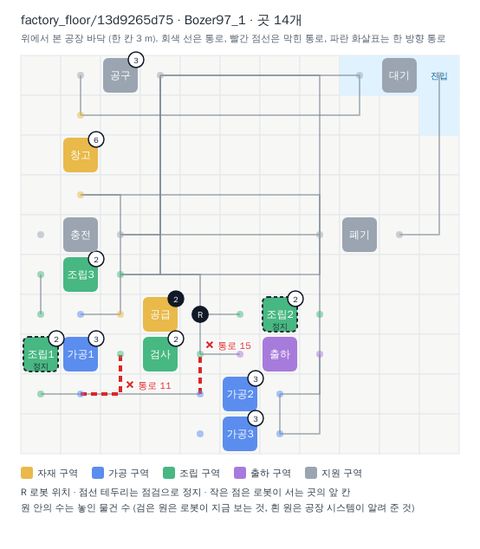 factory_floor/13d9265d75 · Bozer97_1 · 곳 14개
위에서 본 공장 바닥 (한 칸 3 m). 회색 선은 통로, 빨간 점선은 막힌 통로, 파란 화살표는 한 방향 통로
공구 3
대기
창고 6
충전
폐기
조립3 2
공급 2
R
조립2 2
정지
조립1 2
정지
가공1 3
검사 2
✕ 통로 15
출하
✕ 통로 11
가공2 3
가공3 3
자재 구역
가공 구역
조립 구역
출하 구역
지원 구역
R 로봇 위치 · 점선 테두리는 점검으로 정지 · 작은 점은 로봇이 서는 곳의 앞 칸
원 안의 수는 놓인 물건 수 (검은 원은 로봇이 지금 보는 것, 흰 원은 공장 시스템이 알려 준 것)